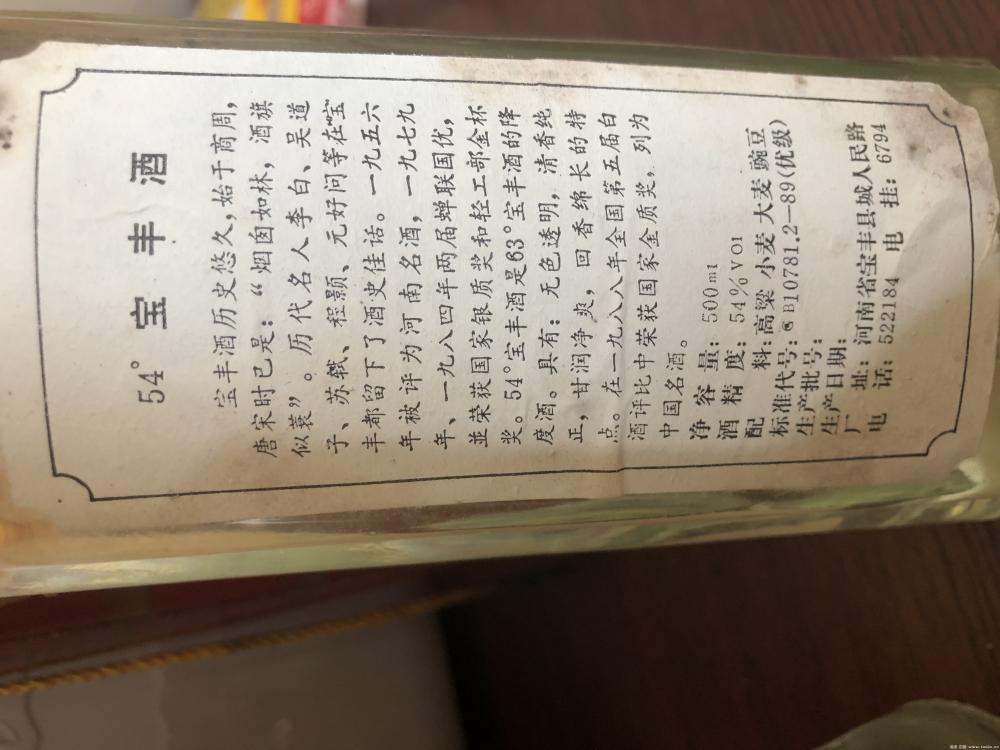 54° 宝丰酒
宝丰酒历史悠久,始于商周,
唐宋时已是:“烟囱如林,酒旗
似蓑”。历代名人李白、吴道
子、苏轼、程颢、元好问等在宝
丰都留下了酒史佳话。一九五六
年被评为河南名酒,一九七九
年、一九八四年两届蝉联国优,
並荣获国家银质奖和轻工部金杯
奖。54°宝丰酒是63°宝丰酒的降
度酒。具有:无色透明,清香纯
正,甘润净爽,回香绵长的特
点。在一九八八年全国第五届白
酒评比中荣获国家金质奖,列为
中国名酒。
净容量:500ml
酒精度:54%VOl
配料:高粱 小麦 大麦 豌豆
标准代号:GB10781.2—89(优级)
生产批号:
生产日期:
厂址:河南省宝丰县城人民路
电话:522184 电挂:6794